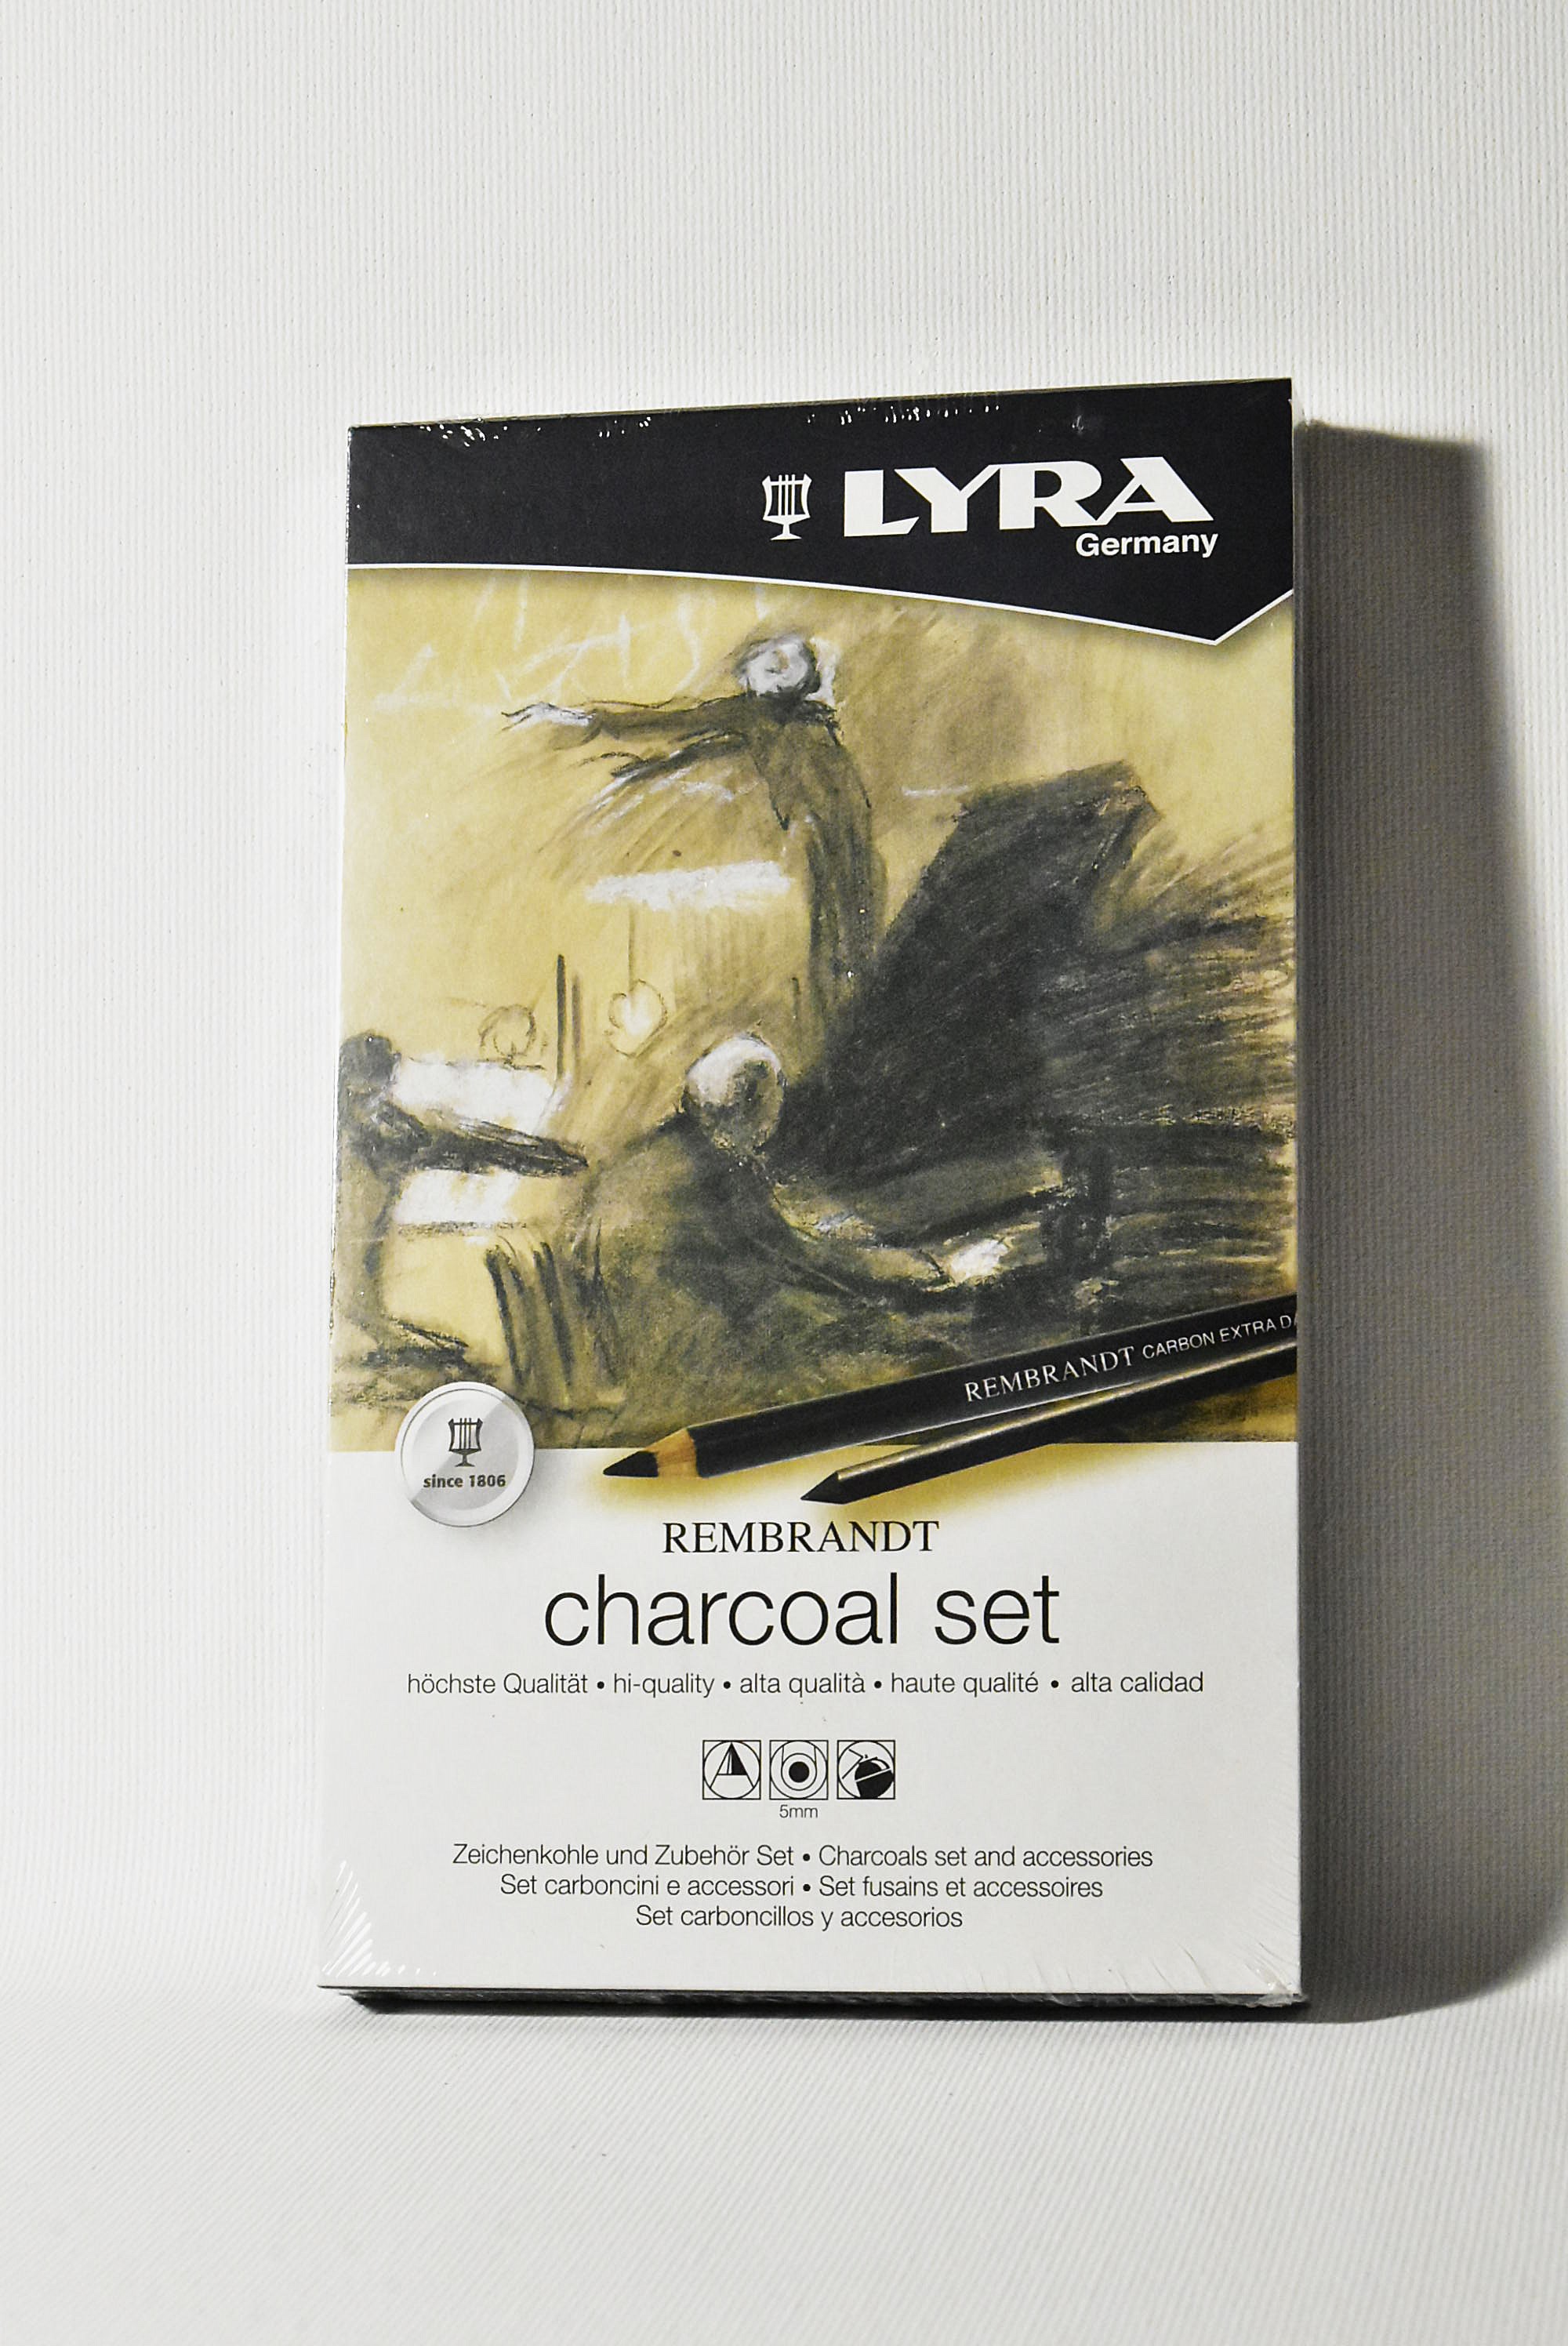 LYRA
Germany
REMBRANDT CARBON EXTRA
since 1806
REMBRANDT
charcoal set
höchste Qualität • hi-quality • alta qualità • haute qualité • alta calidad
5mm
Zeichenkohle und Zubehör Set • Charcoals set and accessories
Set carboncini e accessori • Set fusains et accessoires
Set carboncillos y accesorios